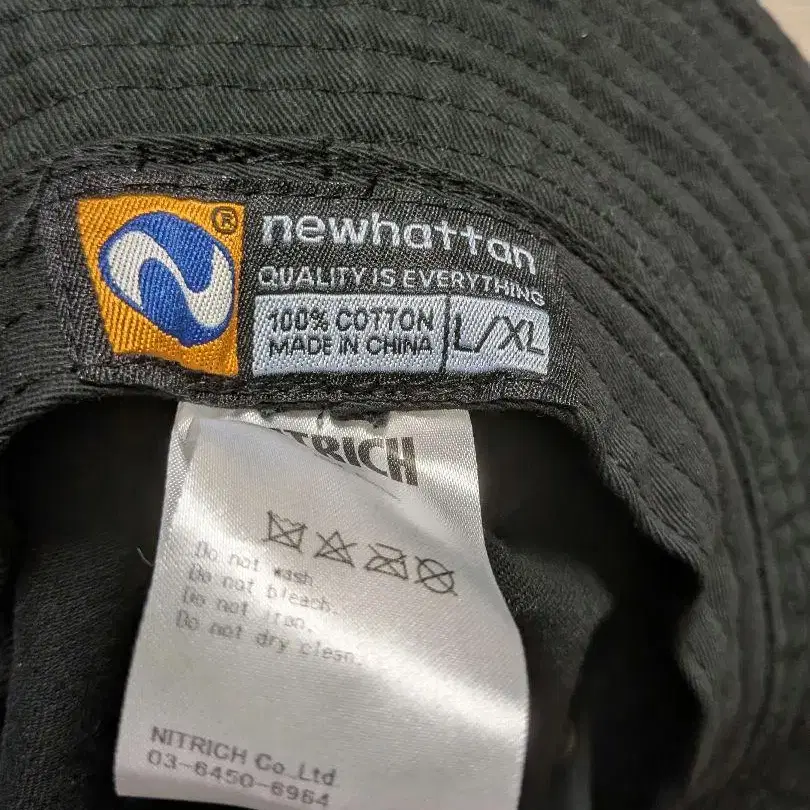 ®
newhattan
QUALITY IS EVERYTHING
100% COTTON
MADE IN CHINA
L/XL
TRICH
Do not wash.
Do not bleach.
Do not iron.
Do not dry clean.
NITRICH Co.,Ltd.
03-6450-6964